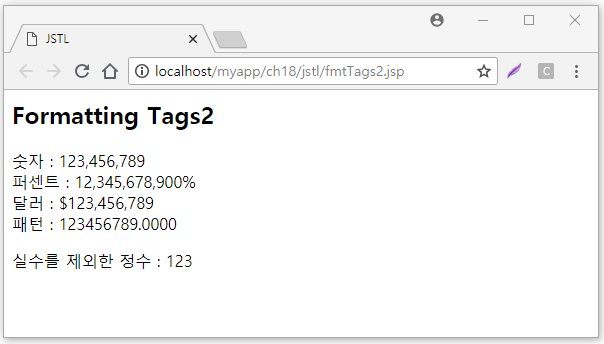 JSTL
localhost/myapp/ch18/jstl/fmtTags2.jsp
C
Formatting Tags2
숫자 : 123,456,789
퍼센트 : 12,345,678,900%
달러 : $123,456,789
패턴 : 123456789.0000
실수를 제외한 정수 : 123